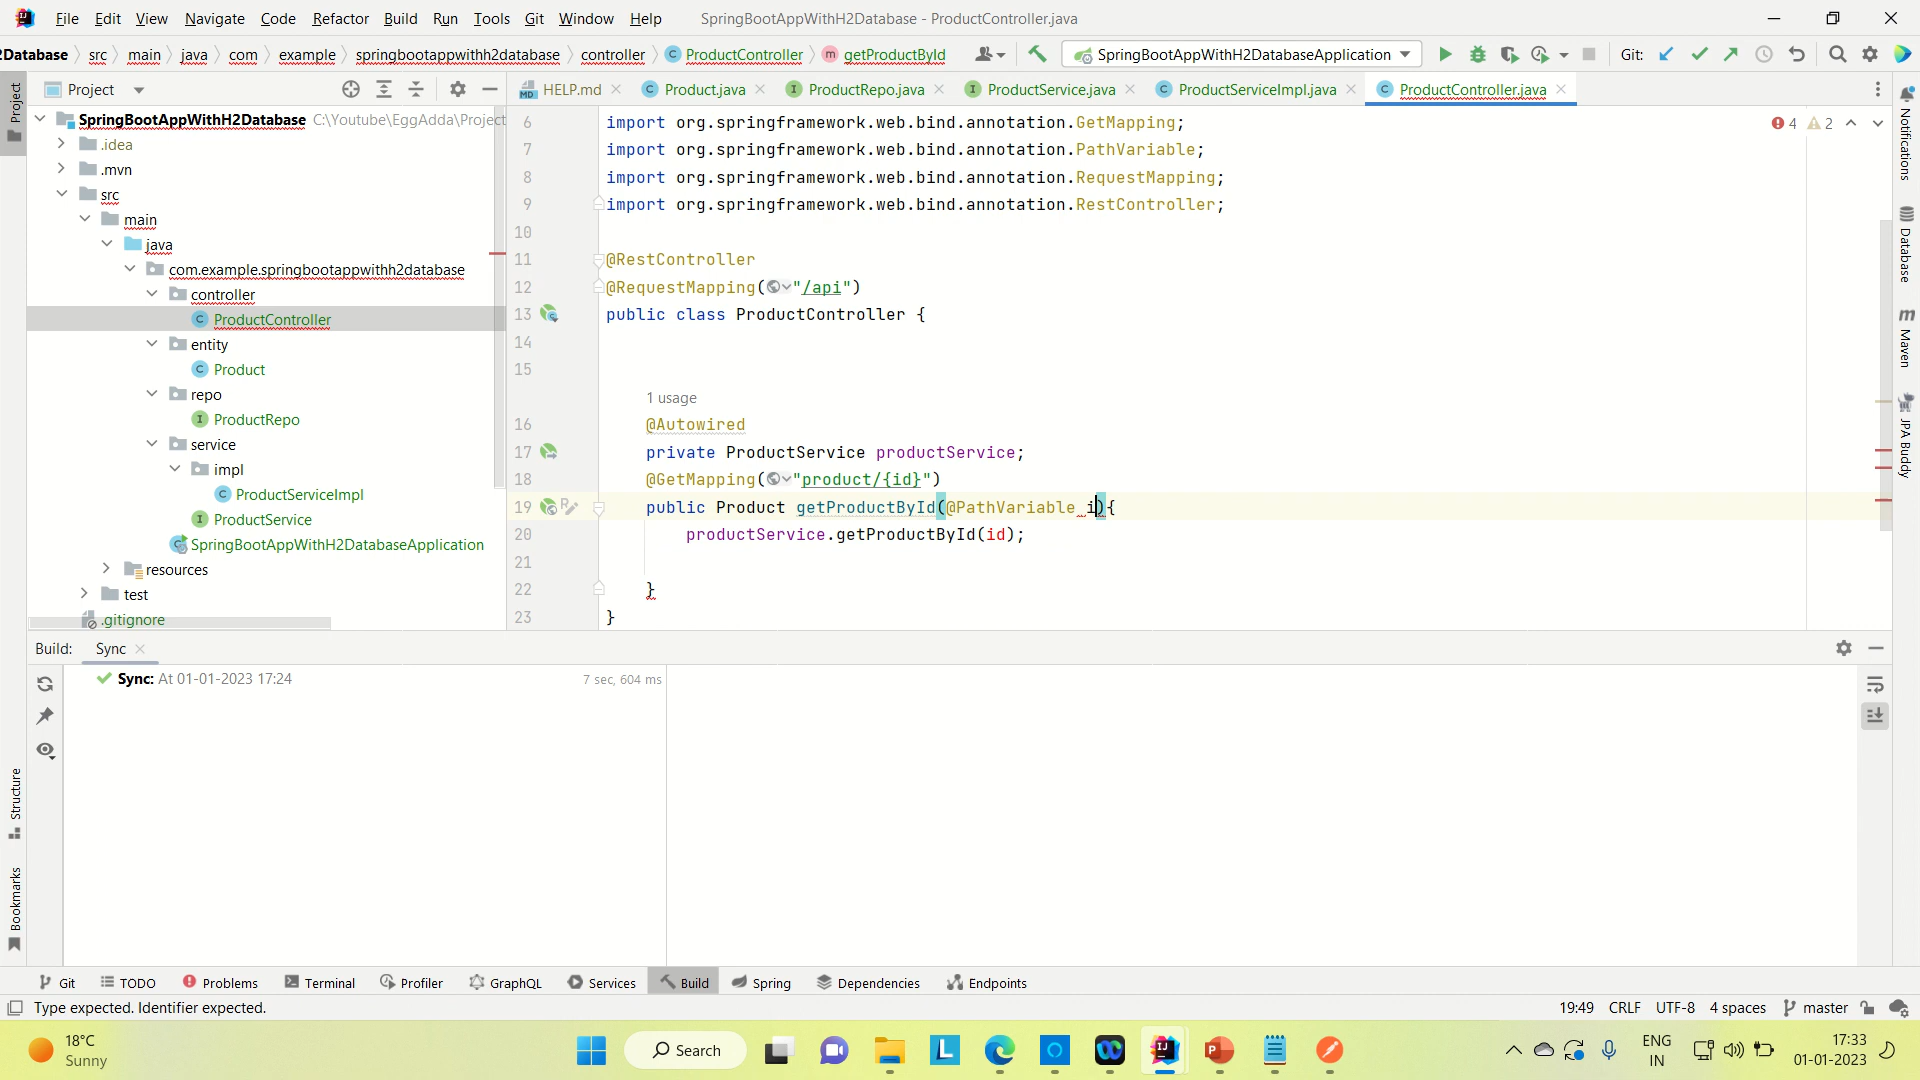 File Edit View Navigate Code Refactor Build Run Tools Git Window Help SpringBootAppWithH2Database - ProductController.java
Database src main java com example springbootappwithh2database controller ProductController getProductById SpringBootAppWithH2DatabaseApplication Git:
Project HELP.md Product.java ProductRepo.java ProductService.java ProductServiceImpl.java ProductController.java
Project
Structure
Bookmarks
SpringBootAppWithH2Database C:\Youtube\EggAdda\Project
.idea
.mvn
src
main
java
com.example.springbootappwithh2database
controller
ProductController
entity
Product
repo
ProductRepo
service
impl
ProductServiceImpl
ProductService
SpringBootAppWithH2DatabaseApplication
resources
test
.gitignore
4 2
6 import org.springframework.web.bind.annotation.GetMapping;
7 import org.springframework.web.bind.annotation.PathVariable;
8 import org.springframework.web.bind.annotation.RequestMapping;
9 import org.springframework.web.bind.annotation.RestController;
10
11 @RestController
12 @RequestMapping("/api")
13 public class ProductController {
14
15
1 usage
16 @Autowired
17 private ProductService productService;
18 @GetMapping("product/{id}")
19 public Product getProductById(@PathVariable i){
20 productService.getProductById(id);
21
22 }
23 }
Notifications
Database
Maven
JPA Buddy
Build: Sync
Sync: At 01-01-2023 17:24 7 sec, 604 ms
Git TODO Problems Terminal Profiler GraphQL Services Build Spring Dependencies Endpoints
Type expected. Identifier expected. 19:49 CRLF UTF-8 4 spaces master
18°C
Sunny
Search
ENG
IN
17:33
01-01-2023